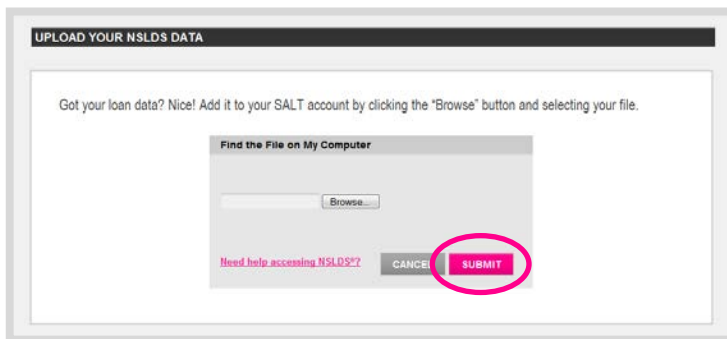 UPLOAD YOUR NSLDS DATA
Got your loan data? Nice! Add it to your SALT account by clicking the "Browse" button and selecting your file.
Find the File on My Computer
Browse...
Need help accessing NSLDS®?
CANCEL
SUBMIT